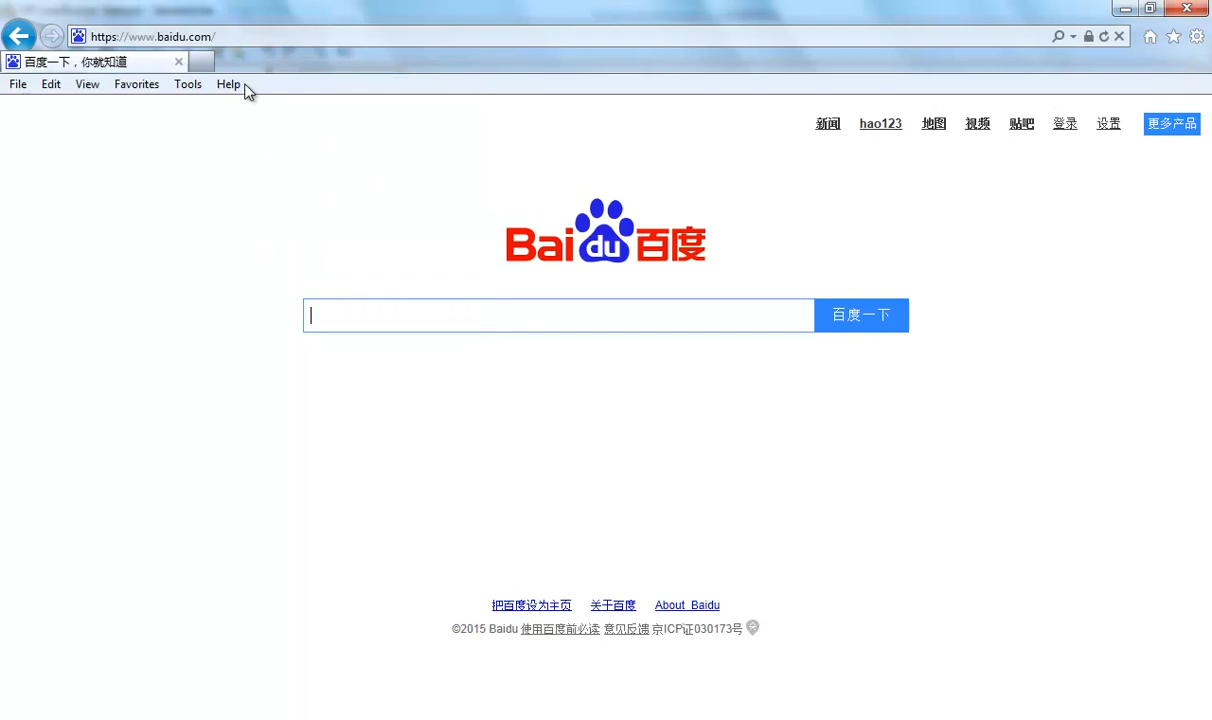 https://www.baidu.com/
百度一下，你就知道
File Edit View Favorites Tools Help
新闻 hao123 地图 视频 贴吧 登录 设置 更多产品
Bai du 百度
百度一下
把百度设为主页 关于百度 About Baidu
©2015 Baidu 使用百度前必读 意见反馈 京ICP证030173号